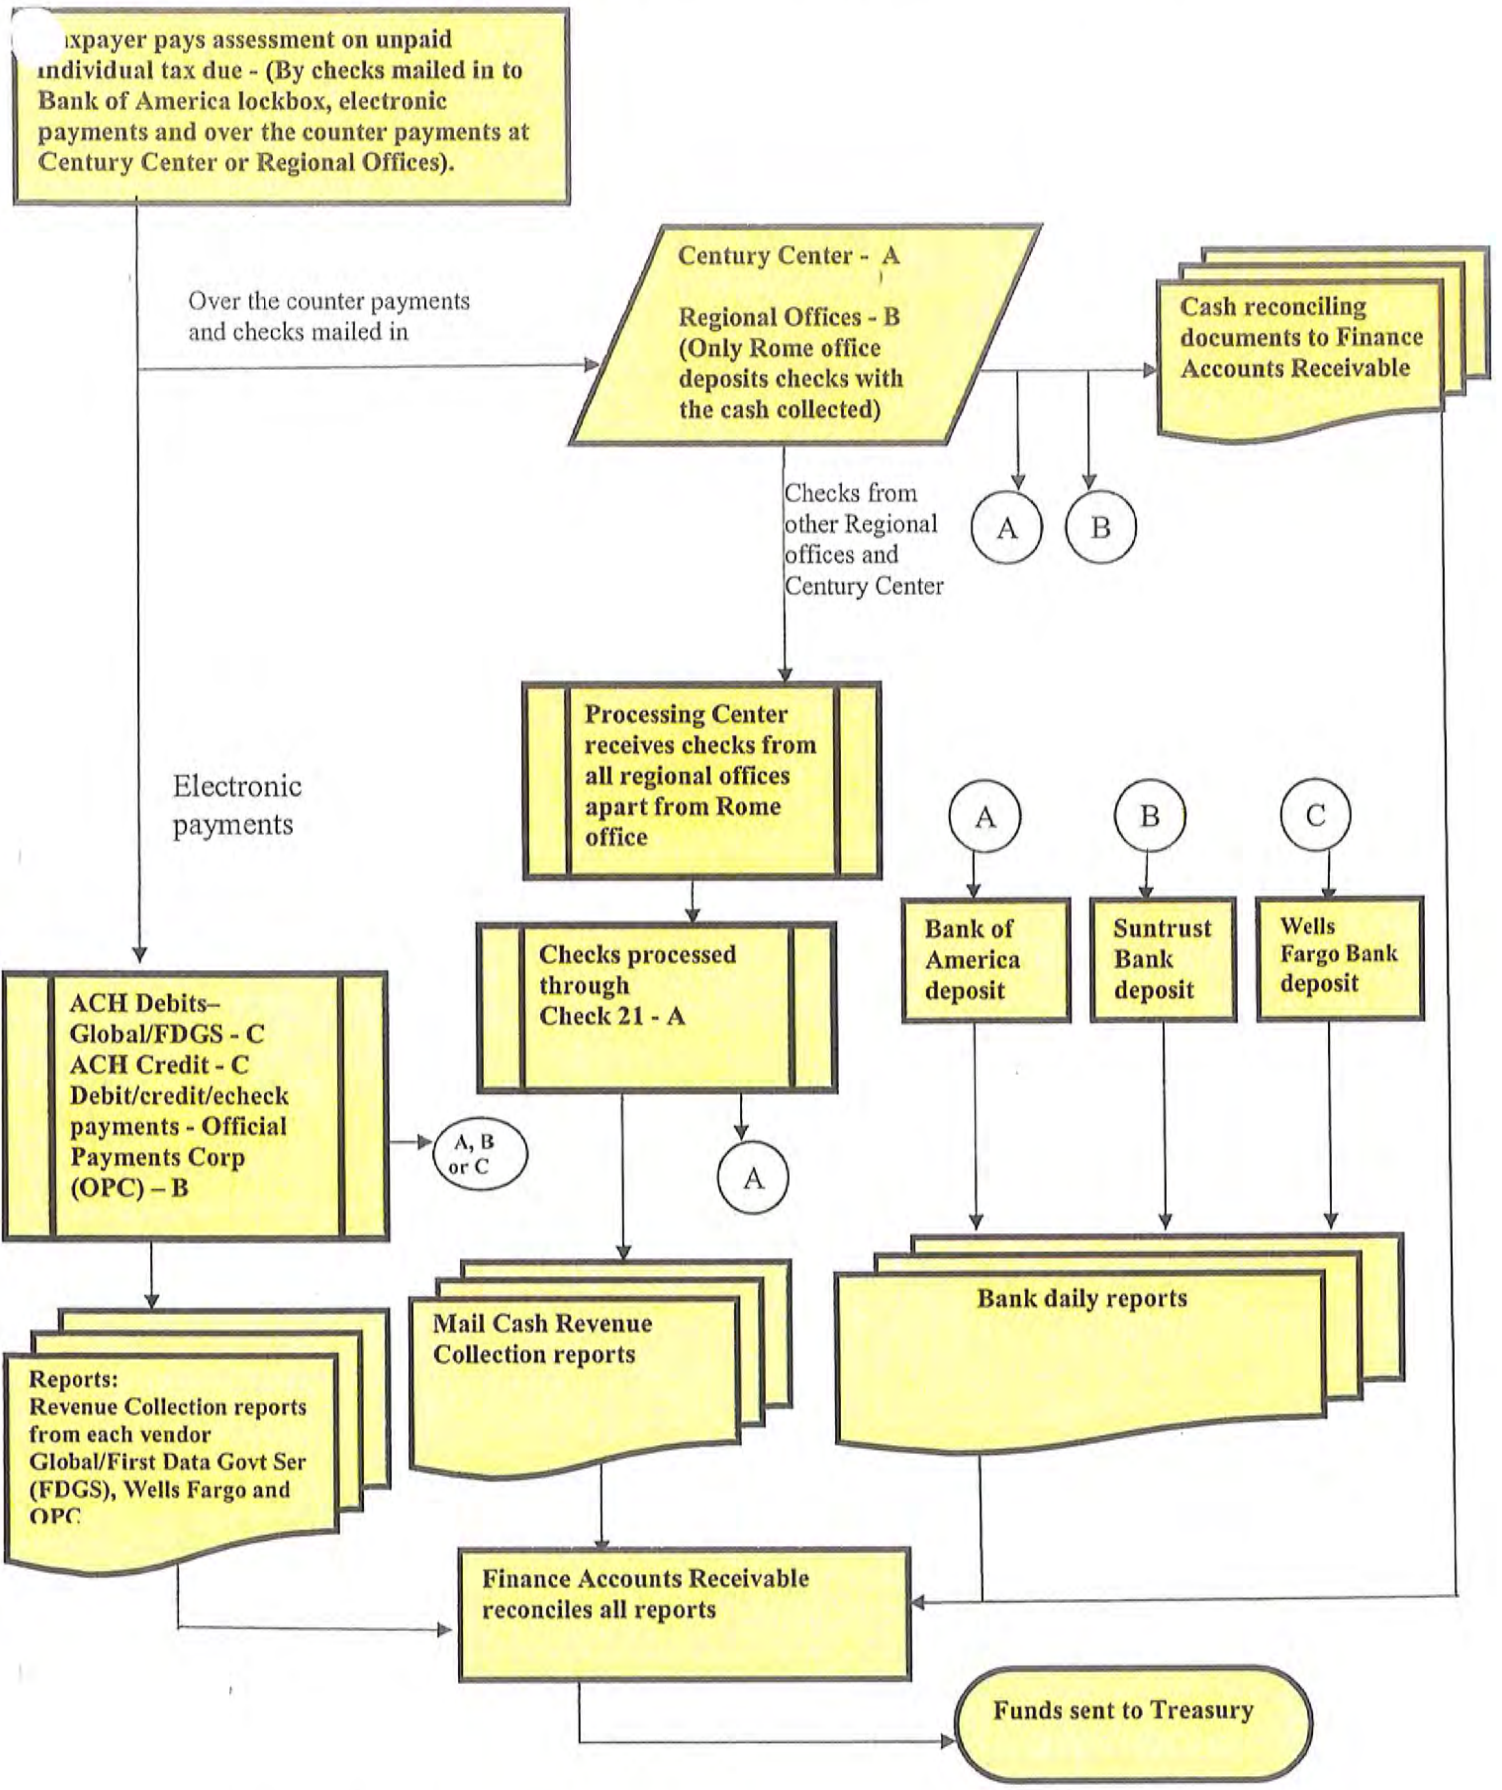 axpayer pays assessment on unpaid
individual tax due - (By checks mailed in to
Bank of America lockbox, electronic
payments and over the counter payments at
Century Center or Regional Offices).
Over the counter payments
and checks mailed in
Century Center - A
Regional Offices - B
(Only Rome office
deposits checks with
the cash collected)
Cash reconciling
documents to Finance
Accounts Receivable
Checks from
other Regional
offices and
Century Center
A
B
Electronic
payments
Processing Center
receives checks from
all regional offices
apart from Rome
office
A
B
C
Bank of
America
deposit
Suntrust
Bank
deposit
Wells
Fargo Bank
deposit
Checks processed
through
Check 21 - A
ACH Debits–
Global/FDGS - C
ACH Credit - C
Debit/credit/echeck
payments - Official
Payments Corp
(OPC) – B
A, B
or C
A
Mail Cash Revenue
Collection reports
Bank daily reports
Reports:
Revenue Collection reports
from each vendor
Global/First Data Govt Ser
(FDGS), Wells Fargo and
OPC
Finance Accounts Receivable
reconciles all reports
Funds sent to Treasury